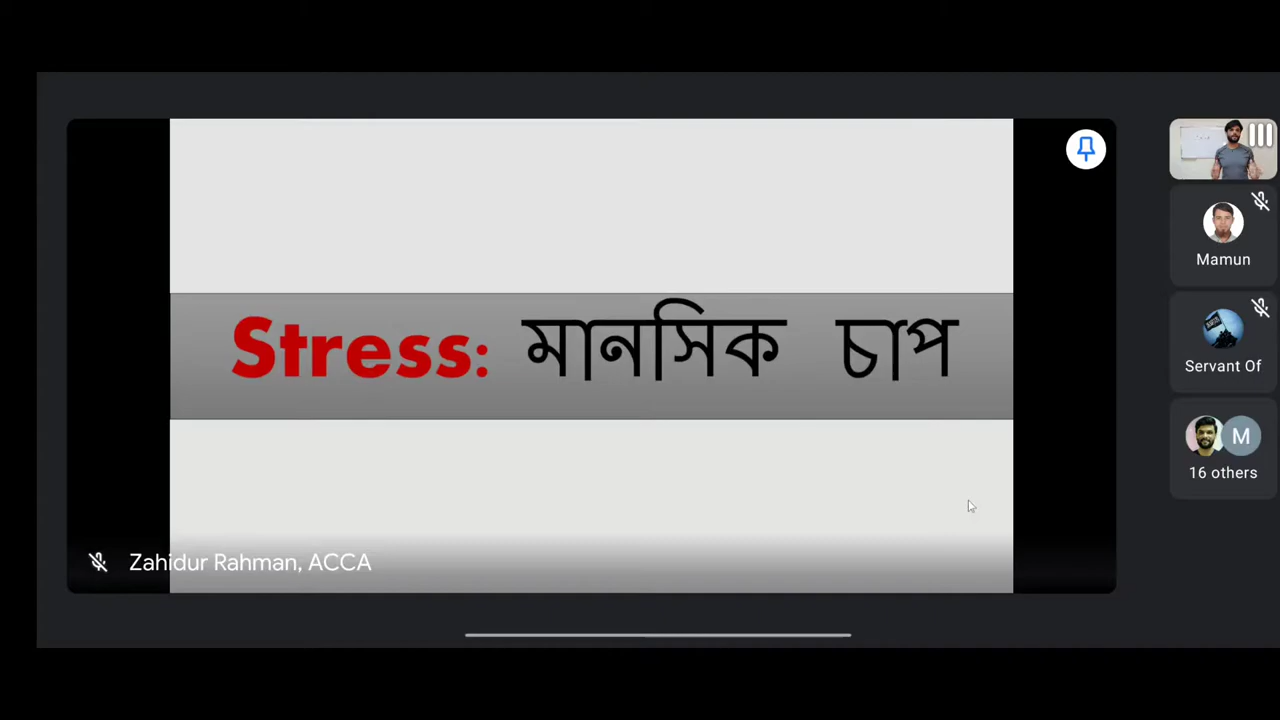 Stress: মানসিক চাপ
Zahidur Rahman, ACCA
Mamun
Servant Of
M
16 others